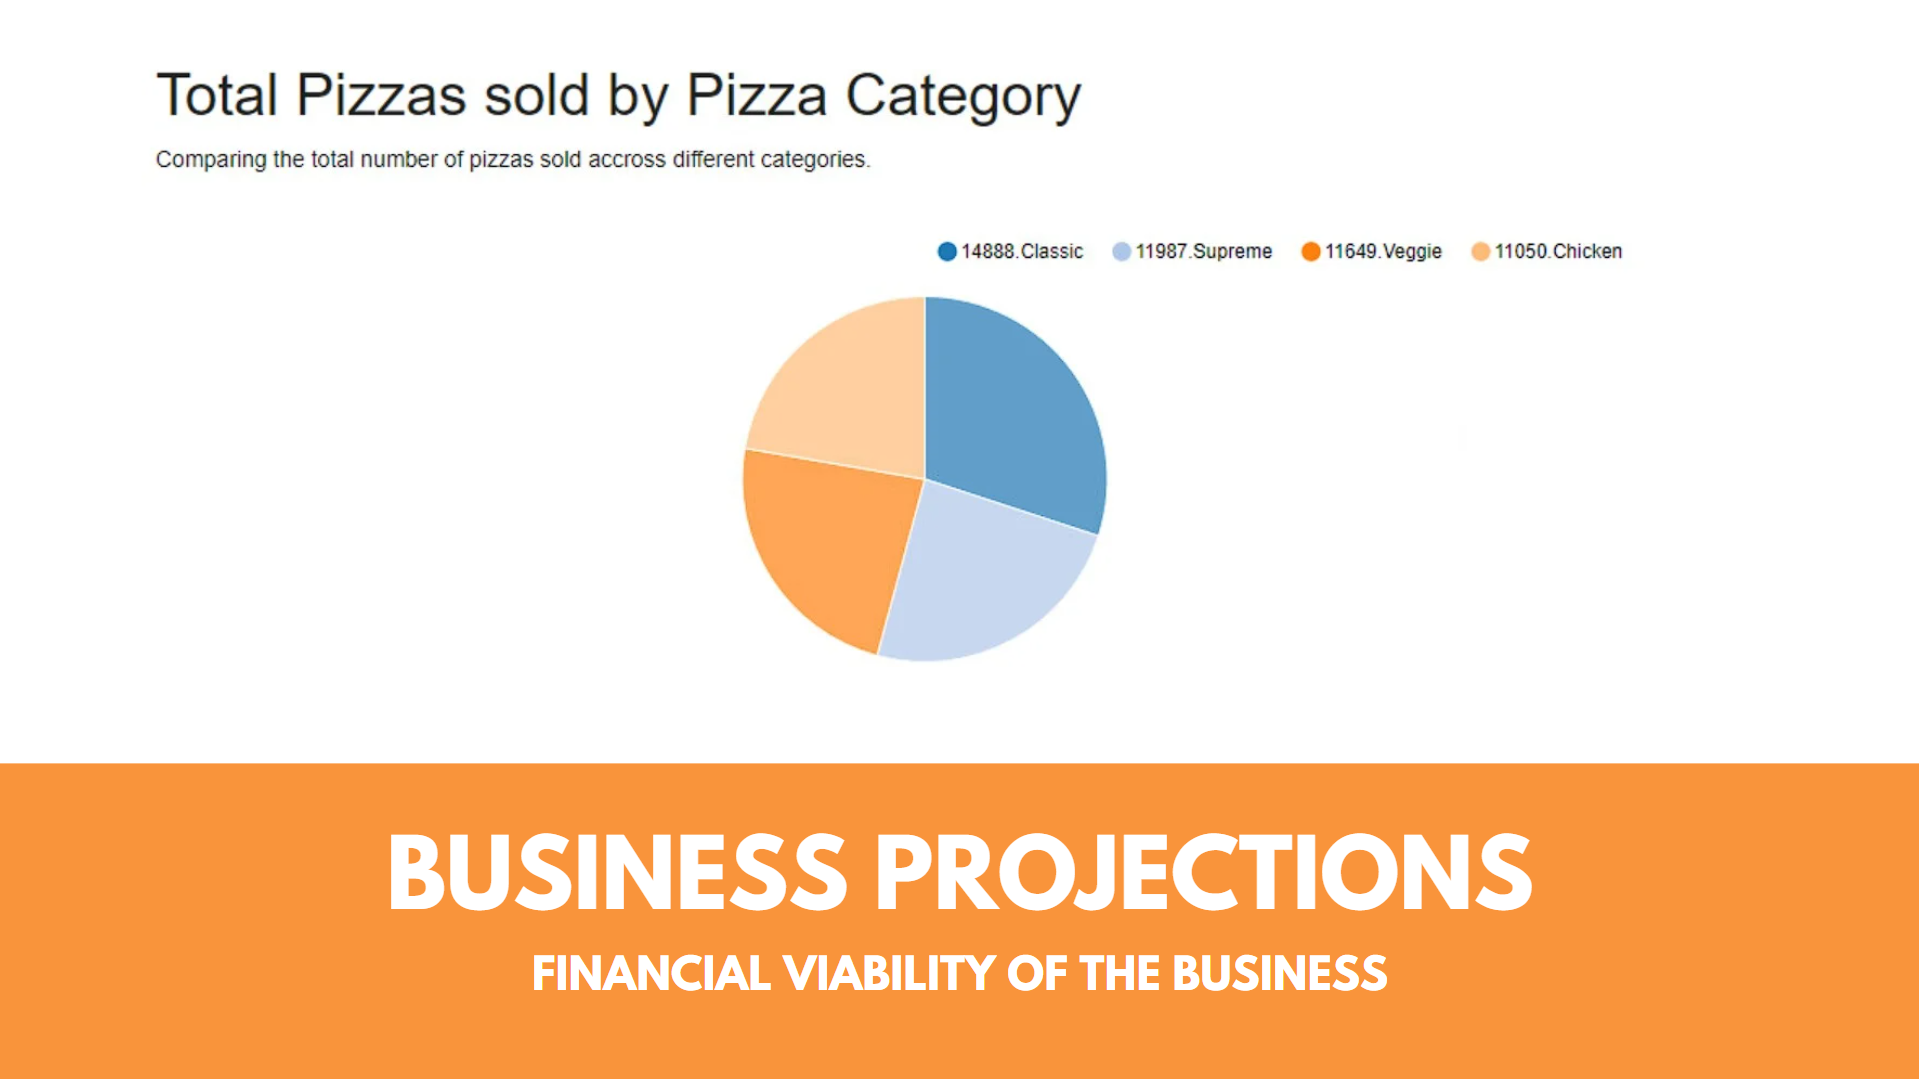 Total Pizzas sold by Pizza Category
Comparing the total number of pizzas sold accross different categories.
14888.Classic 11987.Supreme 11649.Veggie 11050.Chicken
BUSINESS PROJECTIONS
FINANCIAL VIABILITY OF THE BUSINESS